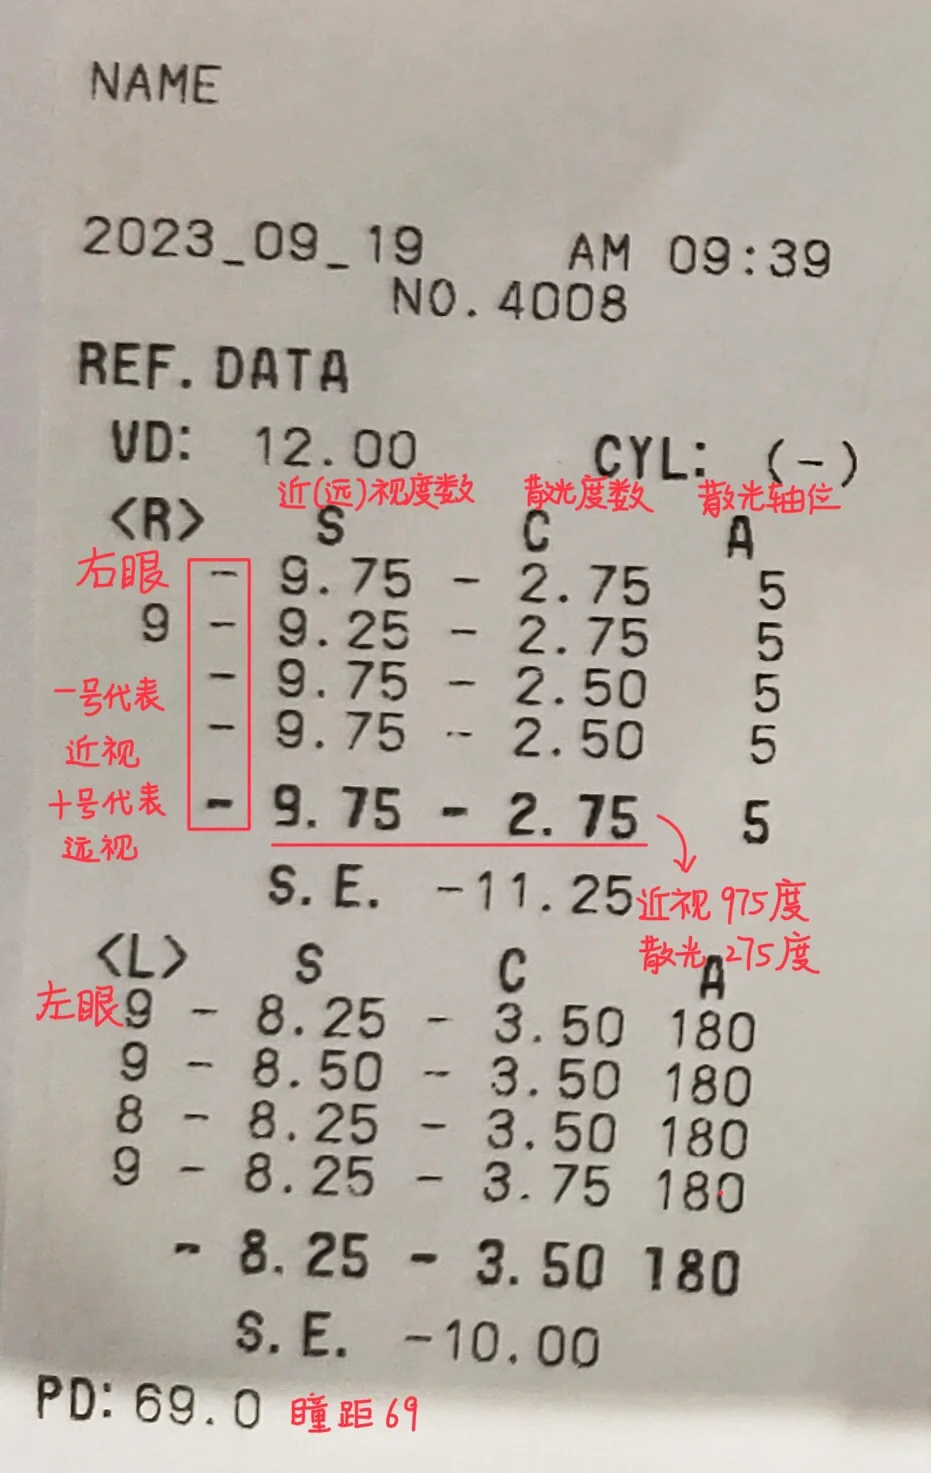 NAME
2023_09_19 AM 09:39
NO.4008
REF.DATA
VD: 12.00 CYL: (-)
近(远)视度数 散光度数 散光轴位
<R> S C A
右眼 - 9.75 - 2.75 5
9 - 9.25 - 2.75 5
- 9.75 - 2.50 5
一号代表
- 9.75 - 2.50 5
近视
十号代表
- 9.75 - 2.75 5
远视
S.E. -11.25 近视975度
散光275度
<L> S C A
左眼 9 - 8.25 - 3.50 180
9 - 8.50 - 3.50 180
8 - 8.25 - 3.50 180
9 - 8.25 - 3.75 180
- 8.25 - 3.50 180
S.E. -10.00
PD: 69.0 瞳距69